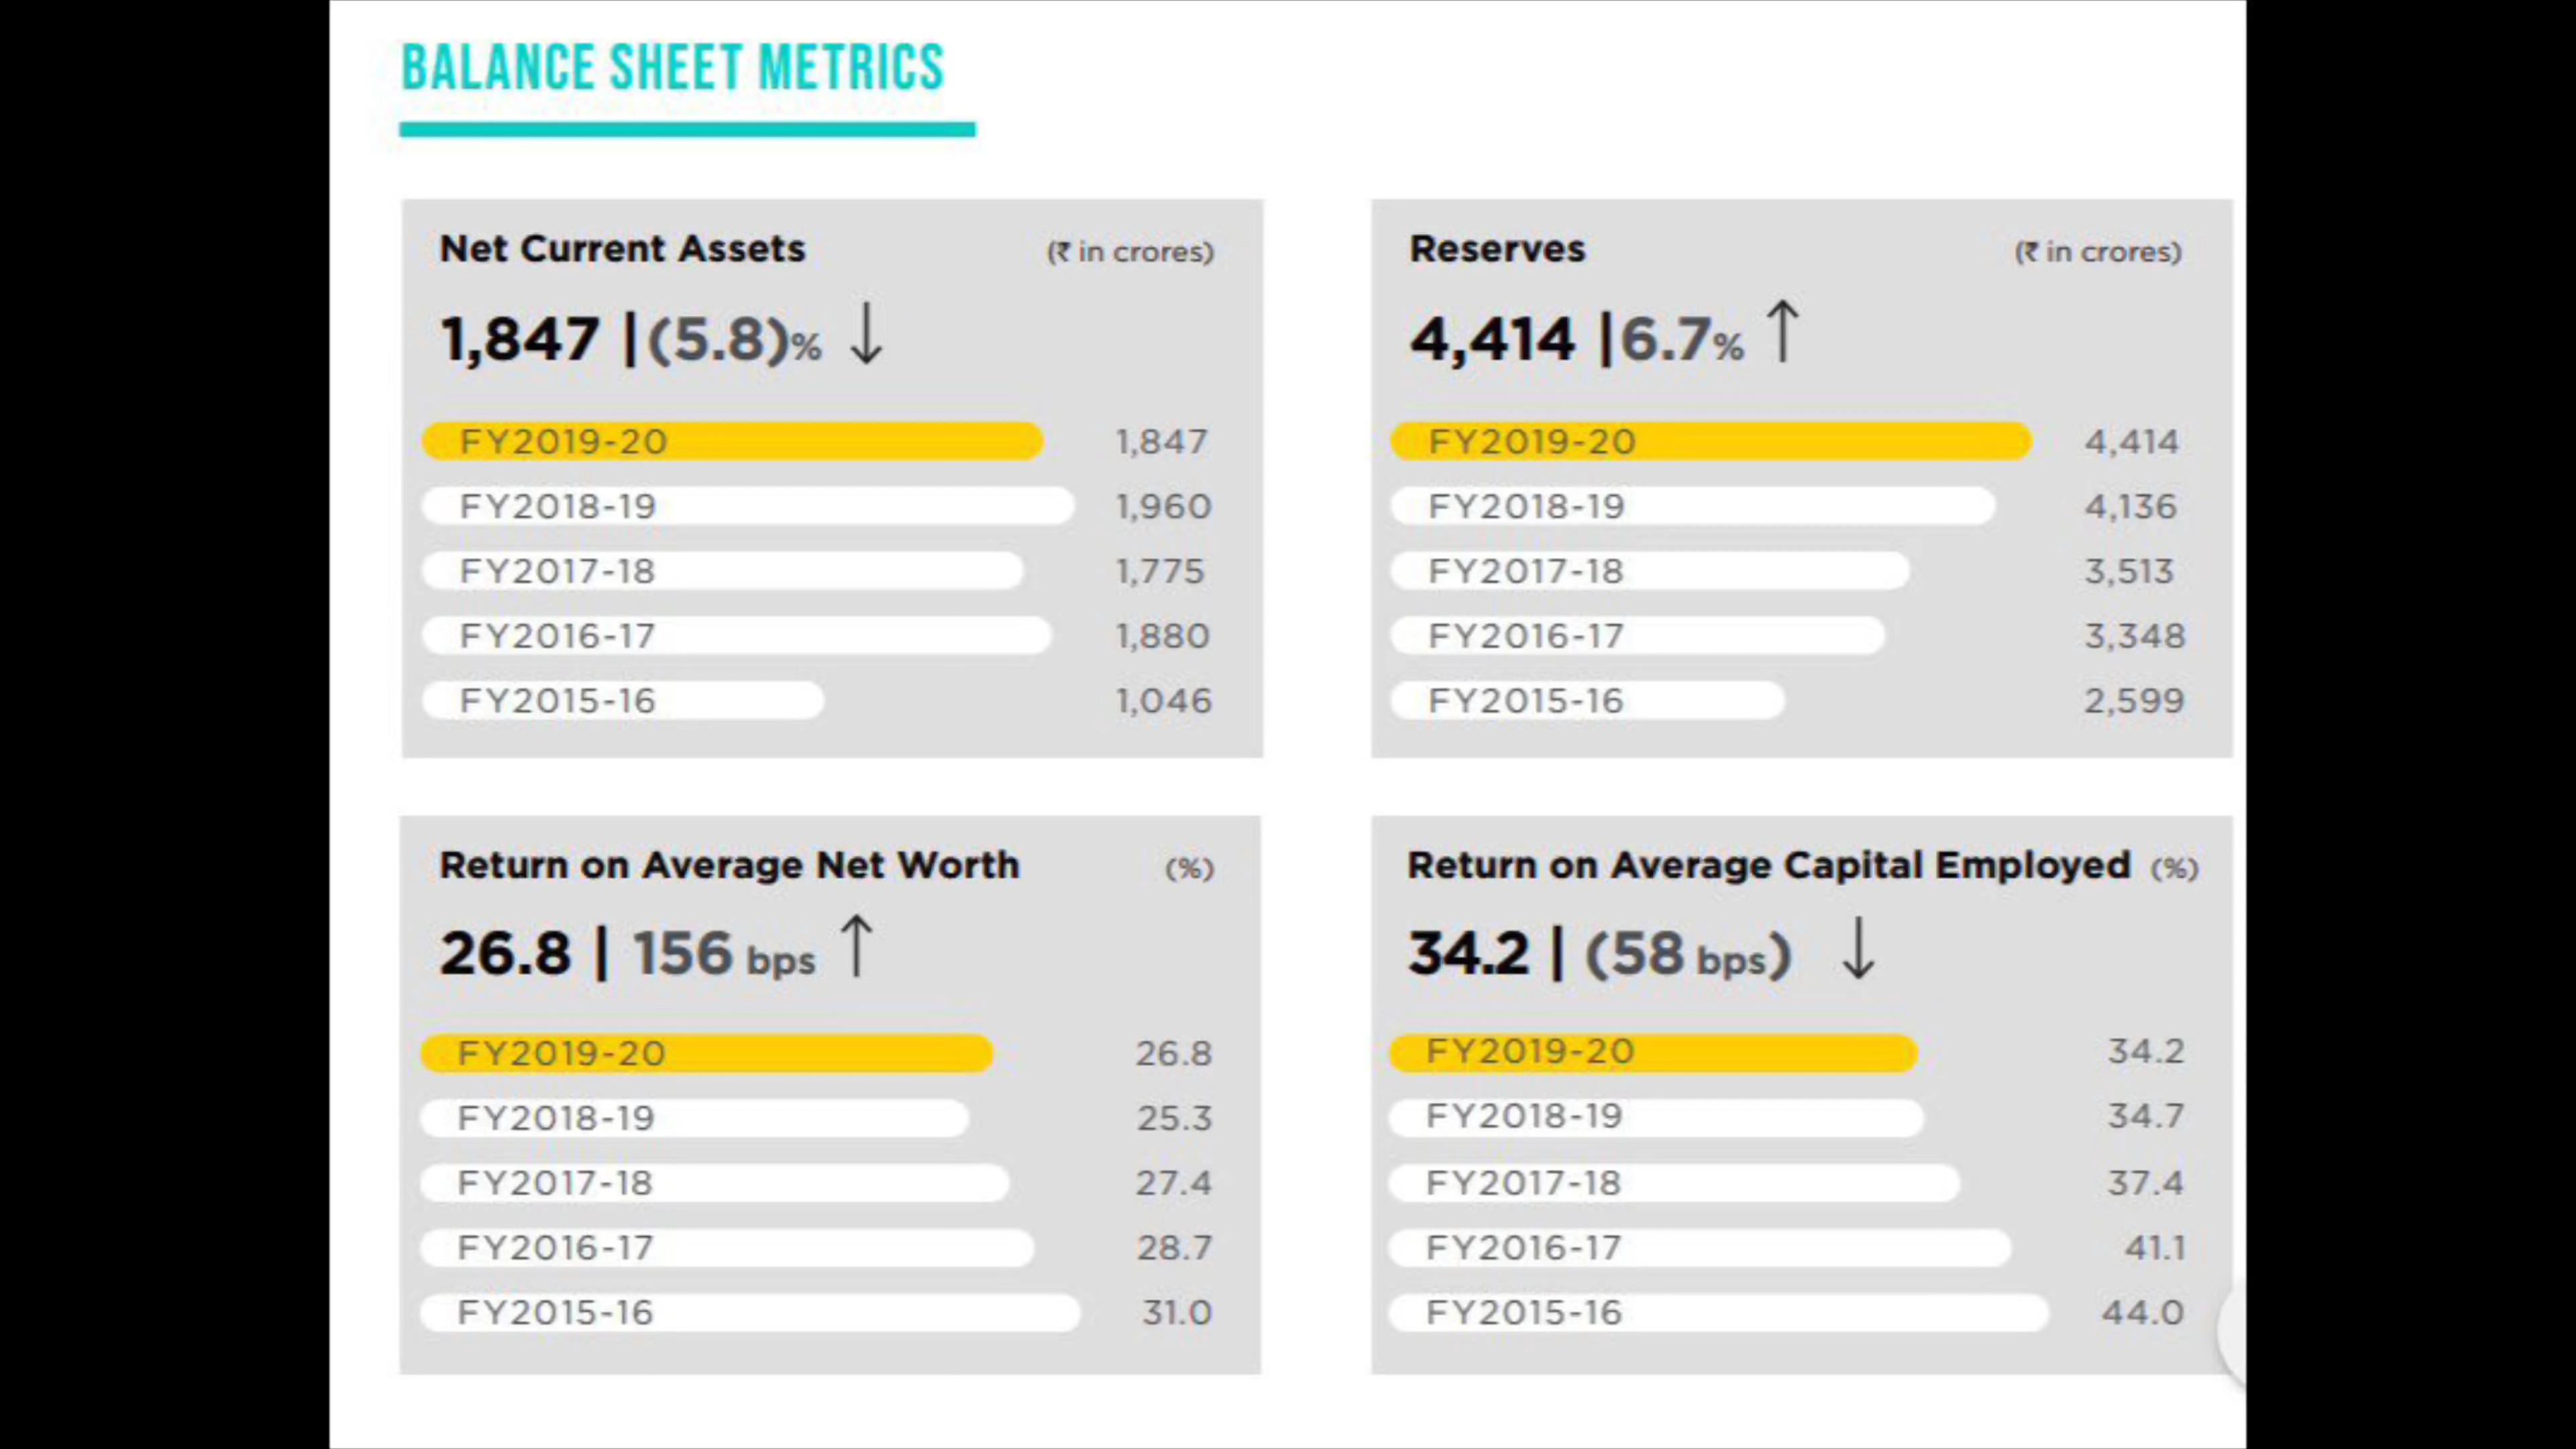 BALANCE SHEET METRICS
Net Current Assets (₹ in crores)
1,847 |(5.8)% ↓
FY2019-20 1,847
FY2018-19 1,960
FY2017-18 1,775
FY2016-17 1,880
FY2015-16 1,046
Reserves (₹ in crores)
4,414 |6.7% ↑
FY2019-20 4,414
FY2018-19 4,136
FY2017-18 3,513
FY2016-17 3,348
FY2015-16 2,599
Return on Average Net Worth (%)
26.8 | 156 bps ↑
FY2019-20 26.8
FY2018-19 25.3
FY2017-18 27.4
FY2016-17 28.7
FY2015-16 31.0
Return on Average Capital Employed (%)
34.2 | (58 bps) ↓
FY2019-20 34.2
FY2018-19 34.7
FY2017-18 37.4
FY2016-17 41.1
FY2015-16 44.0